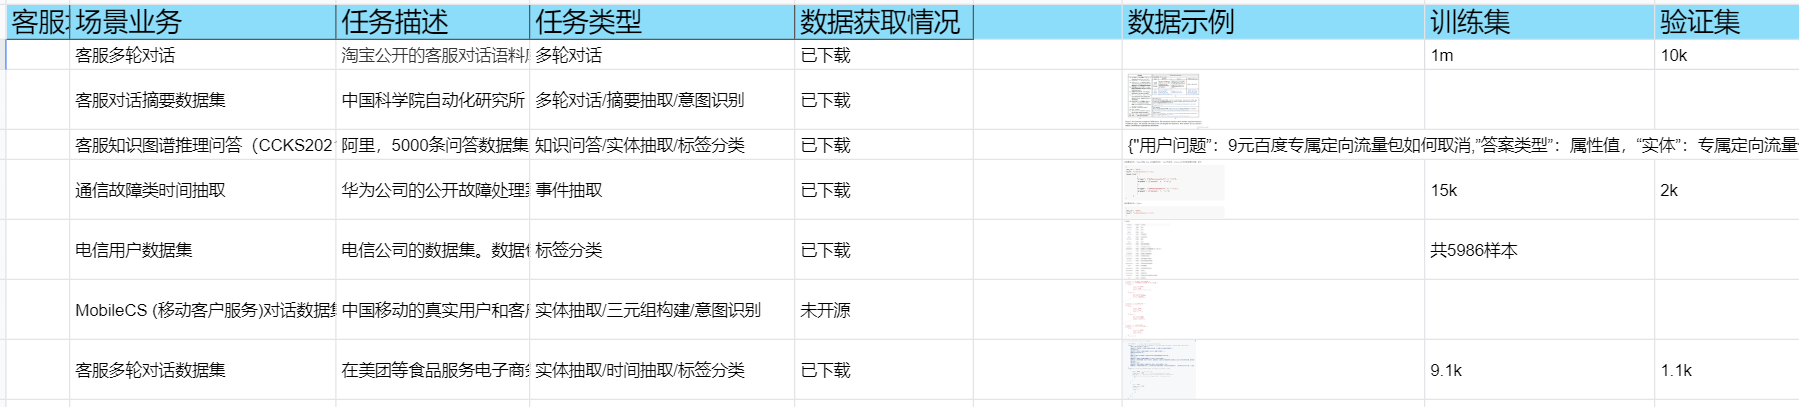 客服 场景业务 任务描述 任务类型 数据获取情况 数据示例 训练集 验证集
客服多轮对话 淘宝公开的客服对话语料 多轮对话 已下载 1m 10k
客服对话摘要数据集 中国科学院自动化研究所 多轮对话/摘要抽取/意图识别 已下载
客服知识图谱推理问答（CCKS202 阿里，5000条问答数据集 知识问答/实体抽取/标签分类 已下载 {"用户问题”：9元百度专属定向流量包如何取消,”答案类型”：属性值，“实体”：专属定向流量
通信故障类时间抽取 华为公司的公开故障处理 事件抽取 已下载 15k 2k
电信用户数据集 电信公司的数据集。数据 标签分类 已下载 共5986样本
MobileCS (移动客户服务)对话数据 中国移动的真实用户和客 实体抽取/三元组构建/意图识别 未开源
客服多轮对话数据集 在美团等食品服务电子商 实体抽取/时间抽取/标签分类 已下载 9.1k 1.1k